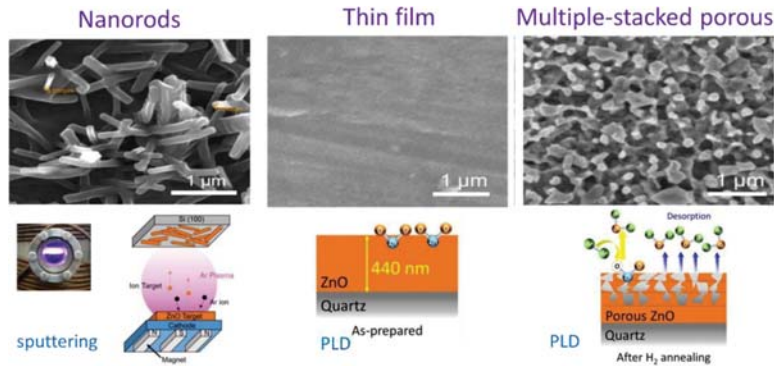 Nanorods
Thin film
Multiple-stacked porous
1 μm
1 μm
1 μm
Si (100)
Ar Plasma
Ion Target
Ar ion
ZnO Target
Cathode
N S N
Magnet
sputtering
440 nm
ZnO
Quartz
As-prepared
PLD
Desorption
Porous ZnO
Quartz
PLD
After H₂ annealing